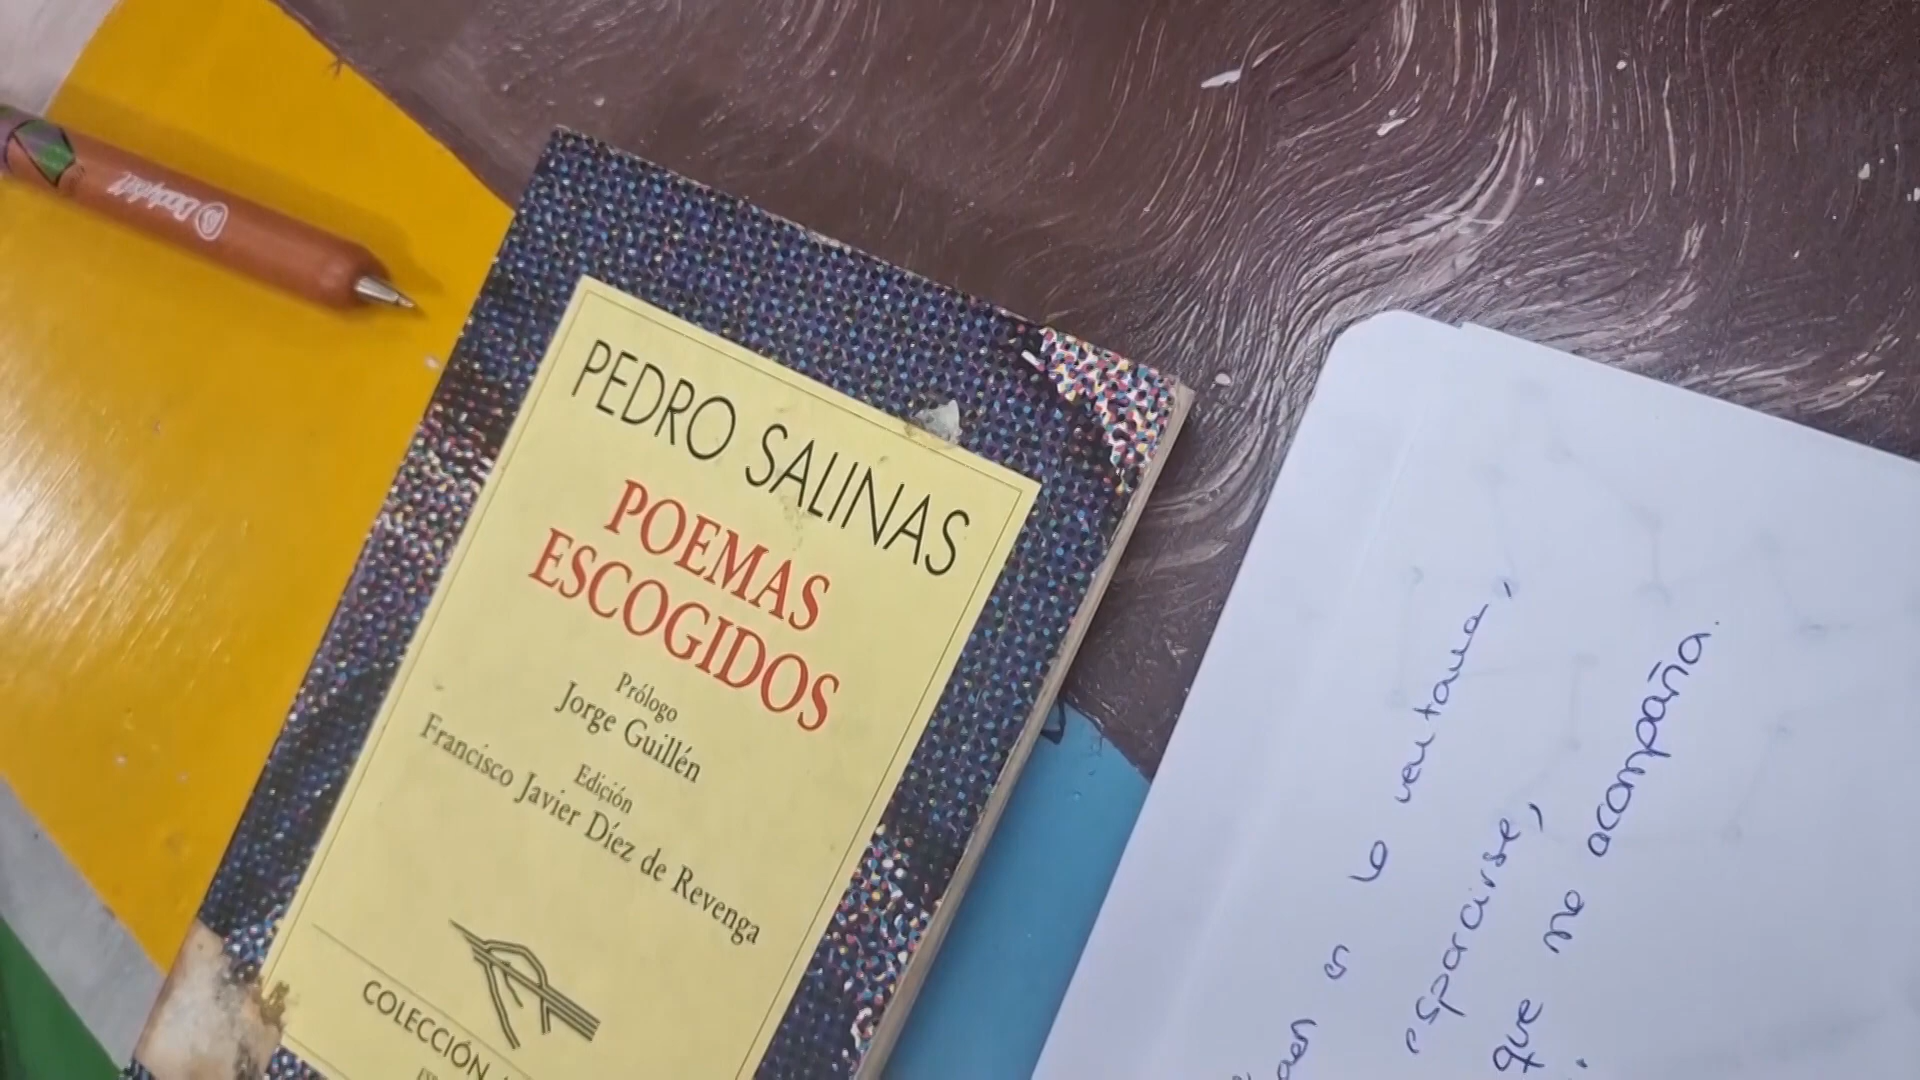 PEDRO SALINAS
POEMAS
ESCOGIDOS
Prólogo
Jorge Guillén
Edición
Francisco Javier Díez de Revenga
COLECCIÓN
en la ventana,
esparcirse,
que me acompaña.